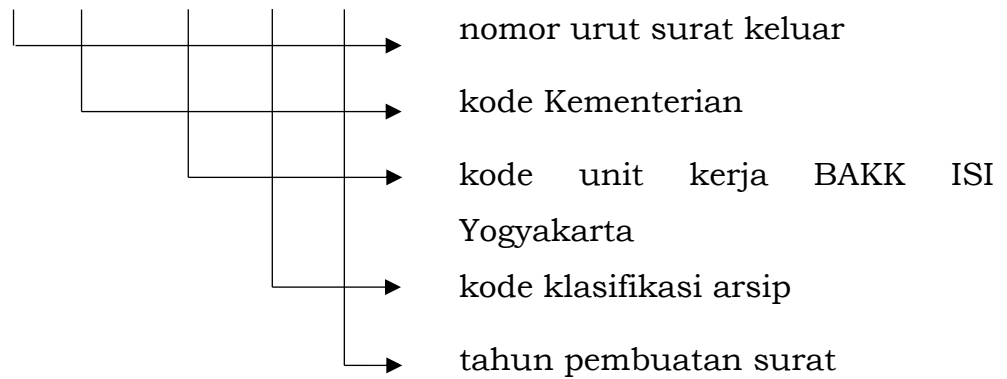 nomor urut surat keluar
kode Kementerian
kode unit kerja BAKK ISI
Yogyakarta
kode klasifikasi arsip
tahun pembuatan surat